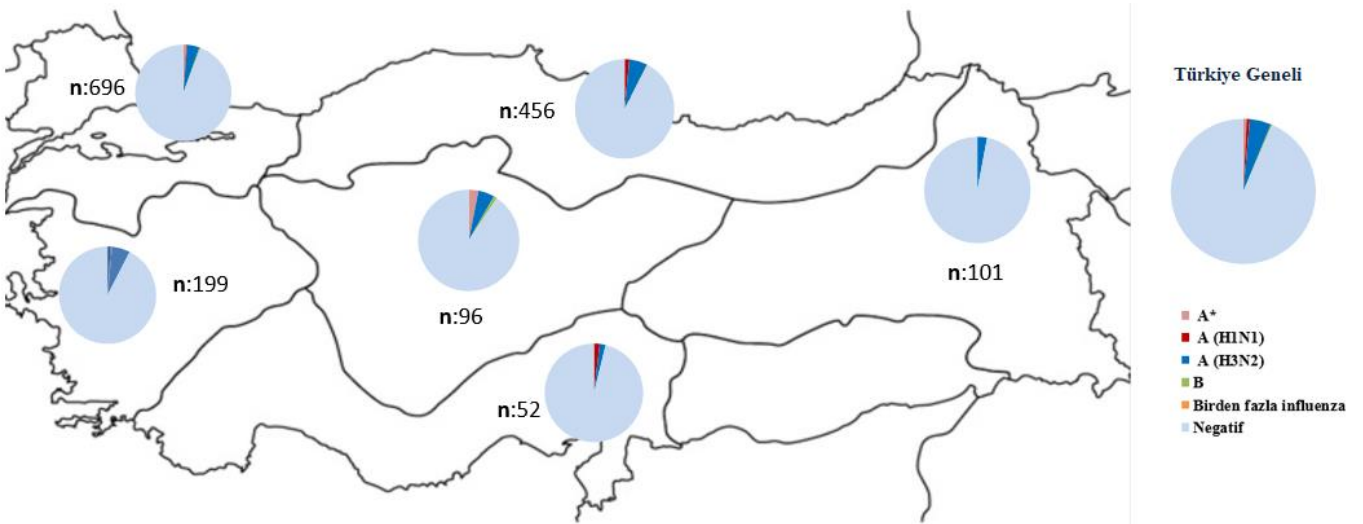 n:696
n:456
n:199
n:96
n:101
n:52
Türkiye Geneli
A*
A (H1N1)
A (H3N2)
B
Birden fazla influenza
Negatif